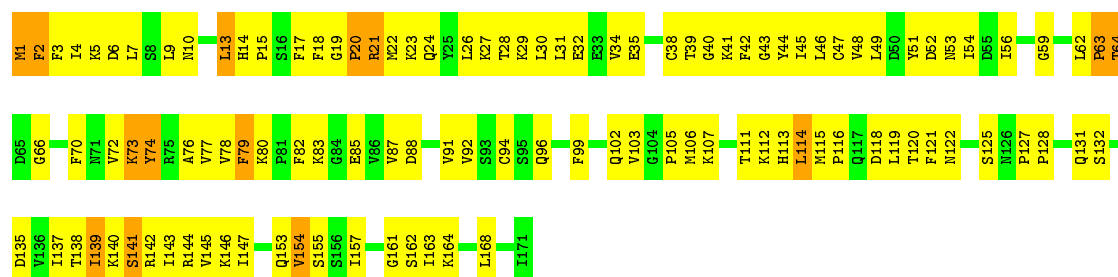 M1 F2 F3 I4 K5 D6 L7 S8 L9 N10 L13 H14 P15 S16 F17 F18 G19 P20 R21 M22 K23 Q24 Y25 L26 K27 T28 K29 L30 L31 E32 E33 V34 E35 C38 T39 G40 K41 F42 G43 Y44 I45 L46 C47 V48 L49 D50 Y51 D52 N53 I54 D55 I56 G59 L62 P63 T64
D65 G66 F70 N71 V72 K73 Y74 R75 A76 V77 V78 F79 K80 P81 F82 K83 G84 E85 V86 V87 D88 V91 V92 S93 C94 S95 Q96 F99 Q102 V103 G104 P105 M106 K107 T111 K112 H113 L114 M115 P116 Q117 D118 L119 T120 F121 N122 S125 N126 P127 P128 Q131 S132
D135 V136 I137 T138 I139 K140 S141 R142 I143 R144 V145 K146 I147 Q153 V154 S155 S156 I157 G161 S162 I163 K164 L168 I171